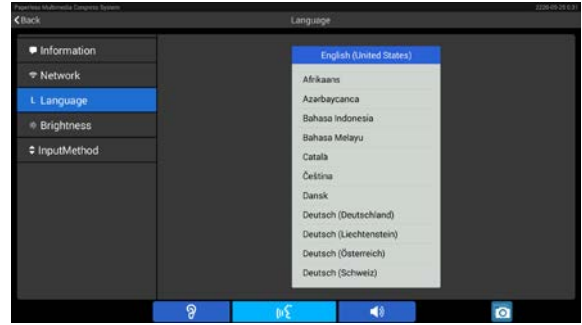 Paperless Multimedia Congress System
Back
Language
Information
Network
L Language
Brightness
InputMethod
English (United States)
Afrikaans
Azərbaycanca
Bahasa Indonesia
Bahasa Melayu
Català
Čeština
Dansk
Deutsch (Deutschland)
Deutsch (Liechtenstein)
Deutsch (Österreich)
Deutsch (Schweiz)